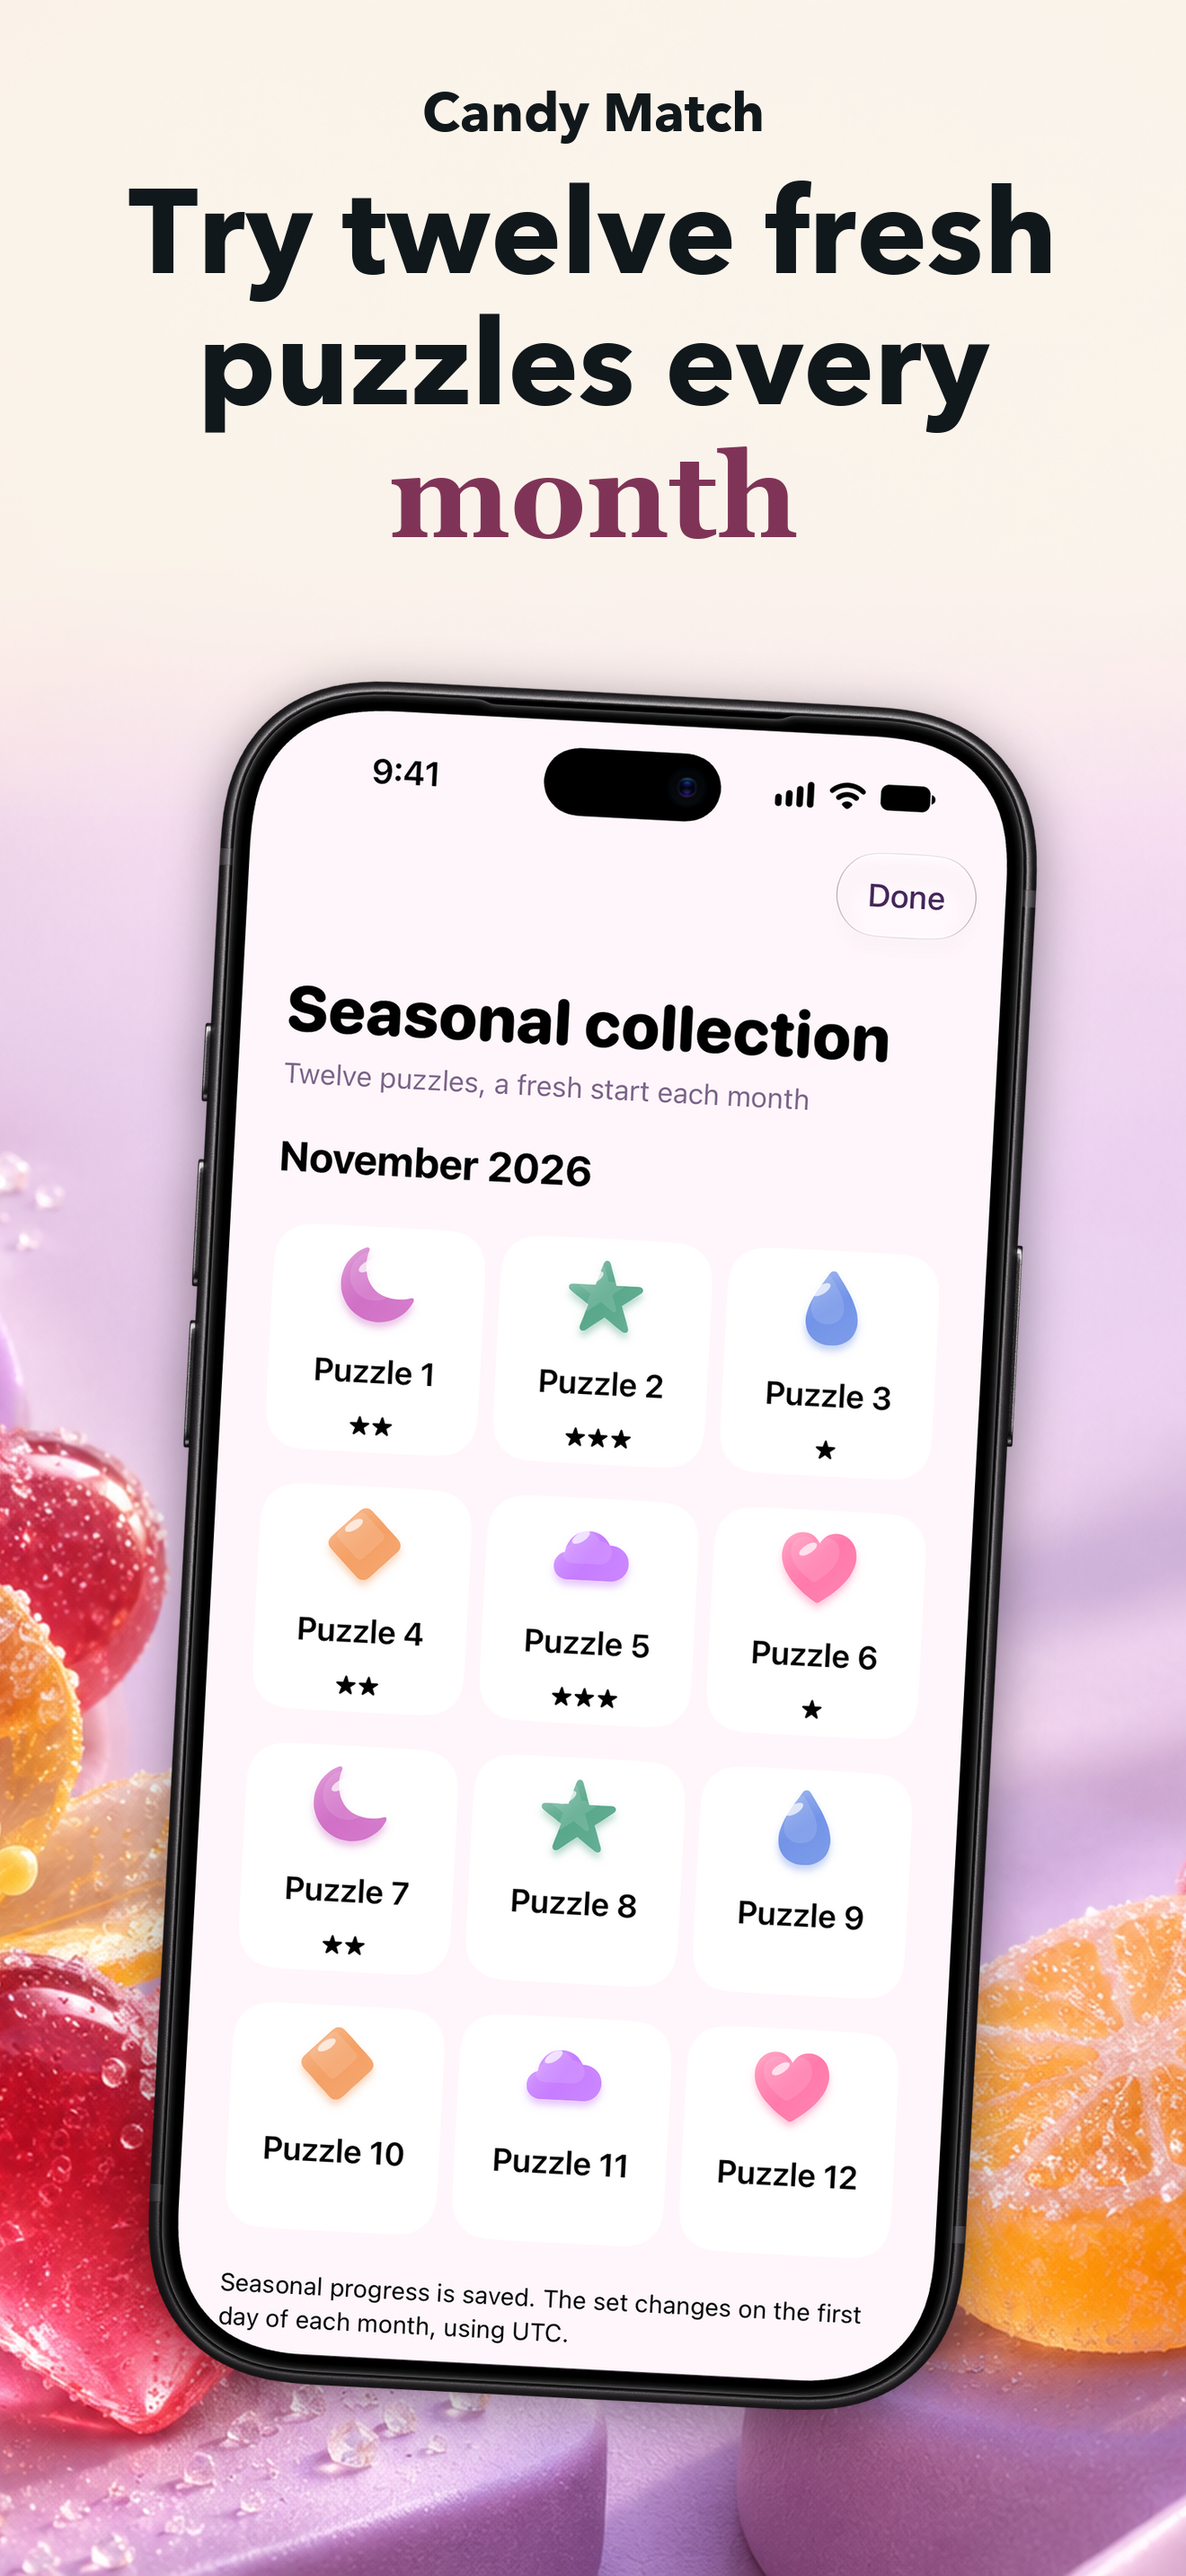 Candy Match
Try twelve fresh
puzzles every
month
9:41
Done
Seasonal collection
Twelve puzzles, a fresh start each month
November 2026
Puzzle 1
★★
Puzzle 2
★★★
Puzzle 3
★
Puzzle 4
★★
Puzzle 5
★★★
Puzzle 6
★
Puzzle 7
★★
Puzzle 8
Puzzle 9
Puzzle 10
Puzzle 11
Puzzle 12
Seasonal progress is saved. The set changes on the first
day of each month, using UTC.